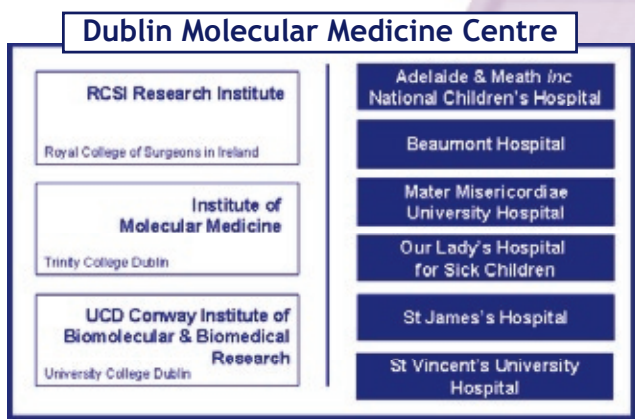 Dublin Molecular Medicine Centre
RCSI Research Institute
Royal College of Surgeons in Ireland
Institute of
Molecular Medicine
Trinity College Dublin
UCD Conway Institute of
Biomolecular & Biomedical
Research
University College Dublin
Adelaide & Meath inc
National Children's Hospital
Beaumont Hospital
Mater Misericordiae
University Hospital
Our Lady's Hospital
for Sick Children
St James's Hospital
St Vincent's University
Hospital